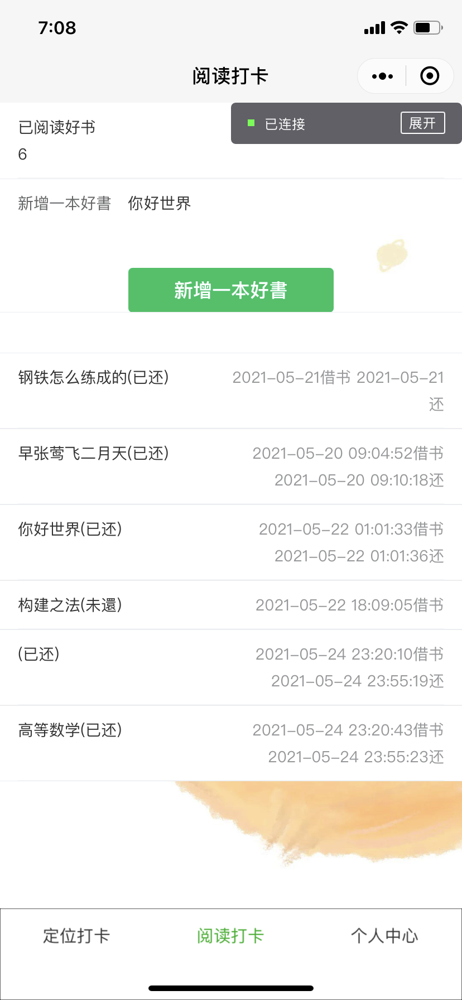 7:08
阅读打卡
已阅读好书
已连接 展开
6
新增一本好書 你好世界
新增一本好書
钢铁怎么练成的(已还) 2021-05-21借书 2021-05-21
还
早张莺飞二月天(已还) 2021-05-20 09:04:52借书
2021-05-20 09:10:18还
你好世界(已还) 2021-05-22 01:01:33借书
2021-05-22 01:01:36还
构建之法(未還) 2021-05-22 18:09:05借书
(已还) 2021-05-24 23:20:10借书
2021-05-24 23:55:19还
高等数学(已还) 2021-05-24 23:20:43借书
2021-05-24 23:55:23还
定位打卡 阅读打卡 个人中心